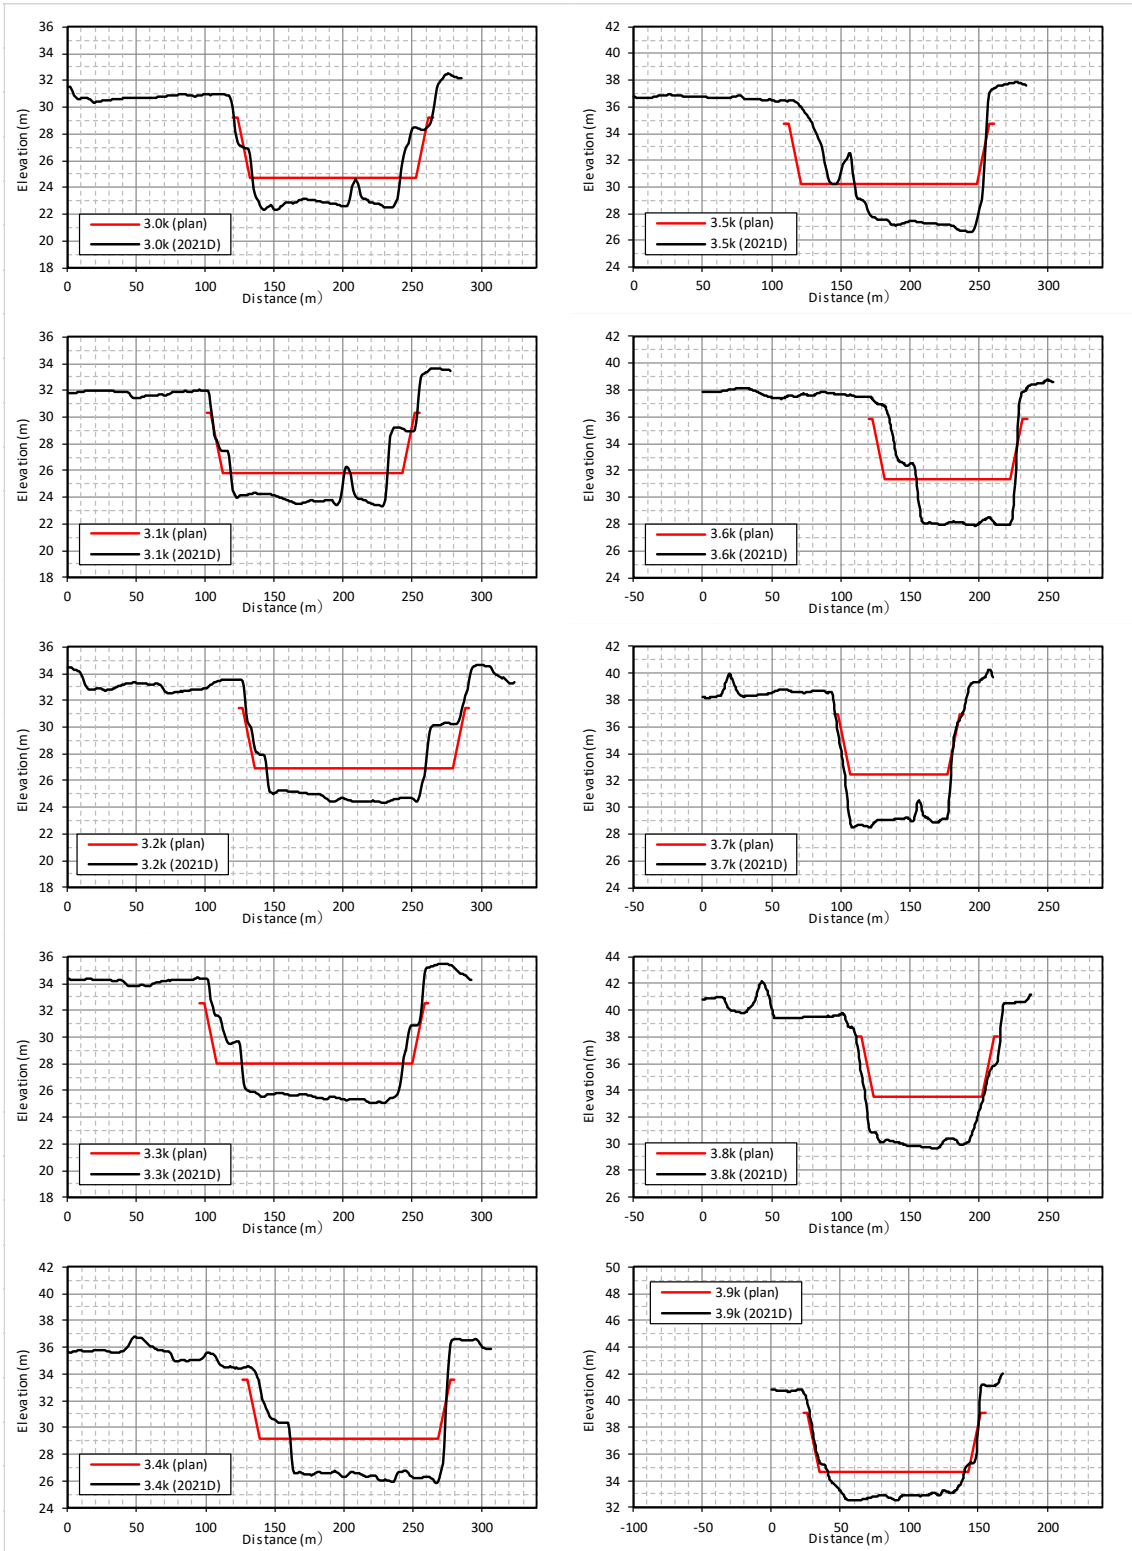 36
34
32
30
28
26
24
22
20
18
Elevation (m)
3.0k (plan)
3.0k (2021D)
0 50 100 150 200 250 300
Distance (m)
42
40
38
36
34
32
30
28
26
24
Elevation (m)
3.5k (plan)
3.5k (2021D)
0 50 100 150 200 250 300
Distance (m)
36
34
32
30
28
26
24
22
20
18
Elevation (m)
3.1k (plan)
3.1k (2021D)
0 50 100 150 200 250 300
Distance (m)
42
40
38
36
34
32
30
28
26
24
Elevation (m)
3.6k (plan)
3.6k (2021D)
-50 0 50 100 150 200 250
Distance (m)
36
34
32
30
28
26
24
22
20
18
Elevation (m)
3.2k (plan)
3.2k (2021D)
0 50 100 150 200 250 300
Distance (m)
42
40
38
36
34
32
30
28
26
24
Elevation (m)
3.7k (plan)
3.7k (2021D)
-50 0 50 100 150 200 250
Distance (m)
36
34
32
30
28
26
24
22
20
18
Elevation (m)
3.3k (plan)
3.3k (2021D)
0 50 100 150 200 250 300
Distance (m)
44
42
40
38
36
34
32
30
28
26
Elevation (m)
3.8k (plan)
3.8k (2021D)
-50 0 50 100 150 200 250
Distance (m)
42
40
38
36
34
32
30
28
26
24
Elevation (m)
3.4k (plan)
3.4k (2021D)
0 50 100 150 200 250 300
Distance (m)
50
48
46
44
42
40
38
36
34
32
Elevation (m)
3.9k (plan)
3.9k (2021D)
-100 -50 0 50 100 150 200
Distance (m)